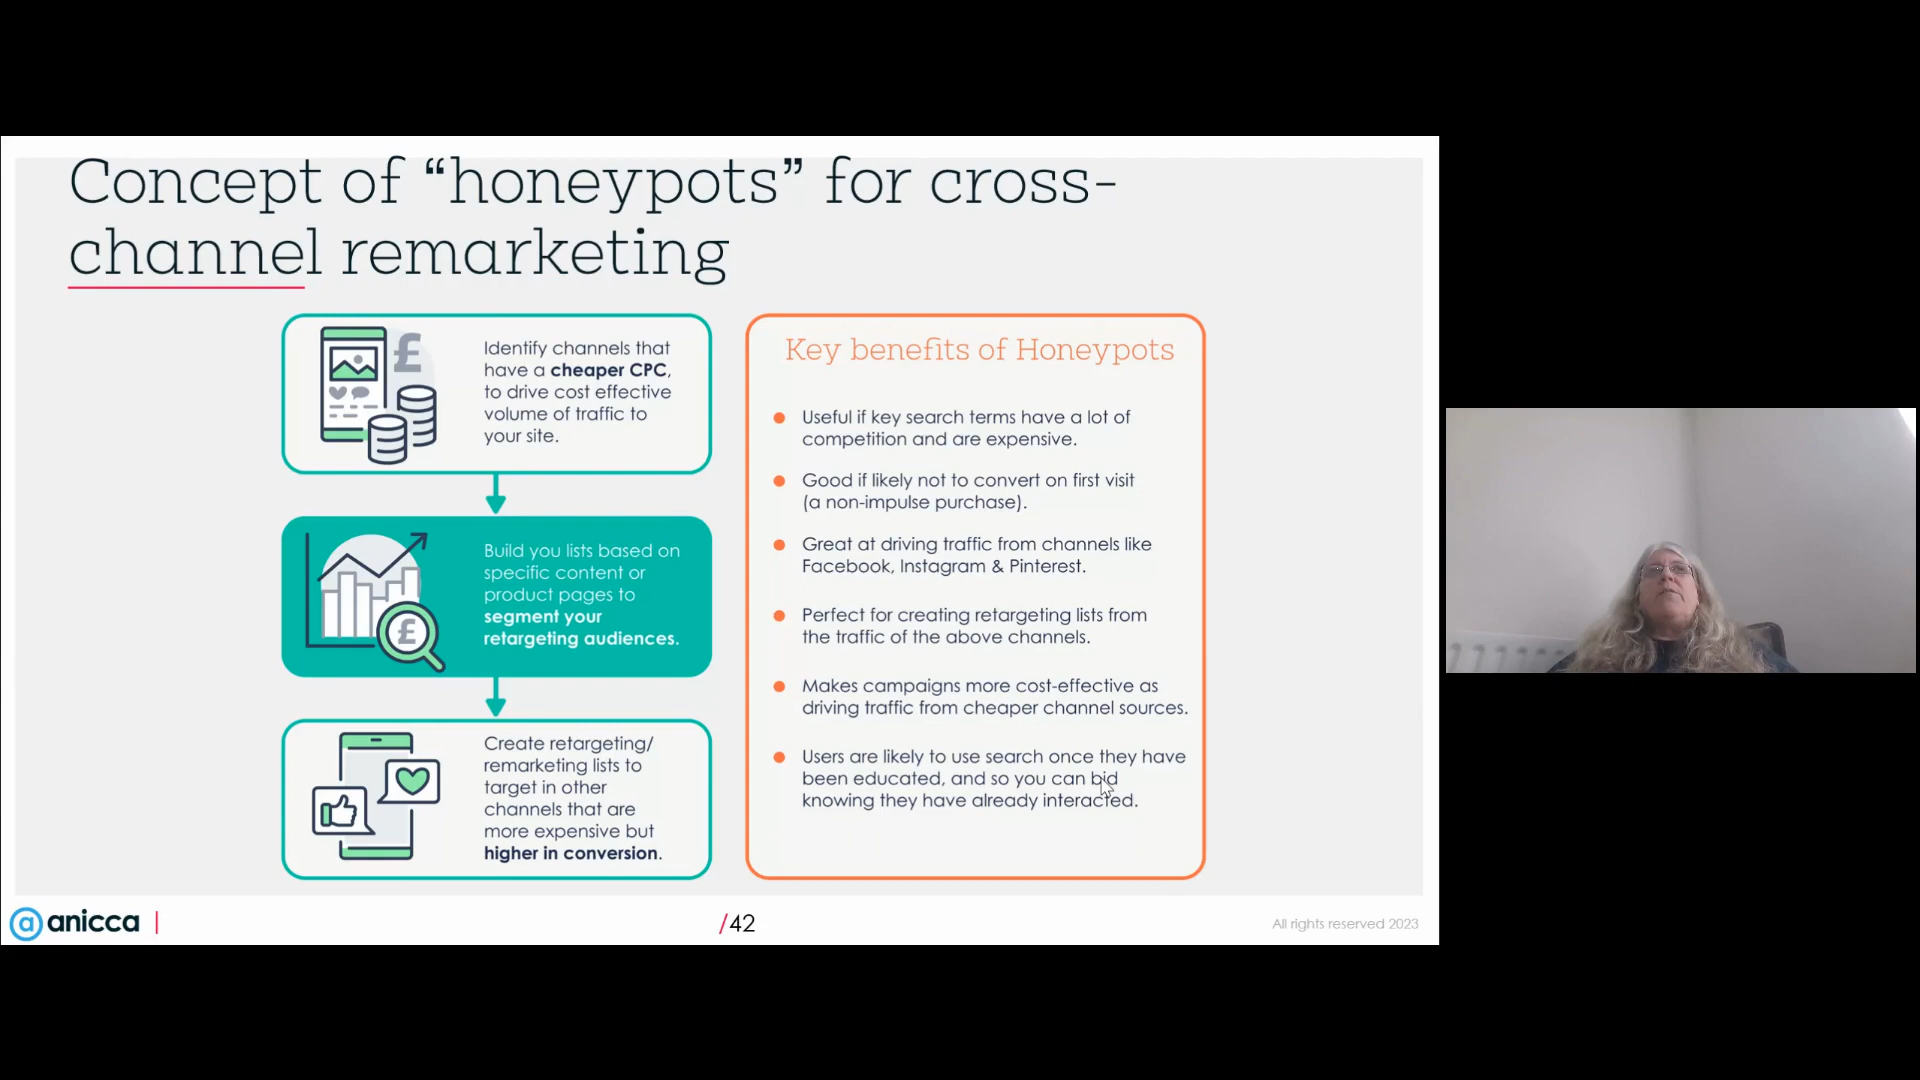 Concept of “honeypots” for cross-
channel remarketing
£
Identify channels that
have a cheaper CPC,
to drive cost effective
volume of traffic to
your site.
£
Build you lists based on
specific content or
product pages to
segment your
retargeting audiences.
Create retargeting/
remarketing lists to
target in other
channels that are
more expensive but
higher in conversion.
Key benefits of Honeypots
Useful if key search terms have a lot of
competition and are expensive.
Good if likely not to convert on first visit
(a non-impulse purchase).
Great at driving traffic from channels like
Facebook, Instagram & Pinterest.
Perfect for creating retargeting lists from
the traffic of the above channels.
Makes campaigns more cost-effective as
driving traffic from cheaper channel sources.
Users are likely to use search once they have
been educated, and so you can bid
knowing they have already interacted.
a anicca
/42
All rights reserved 2023